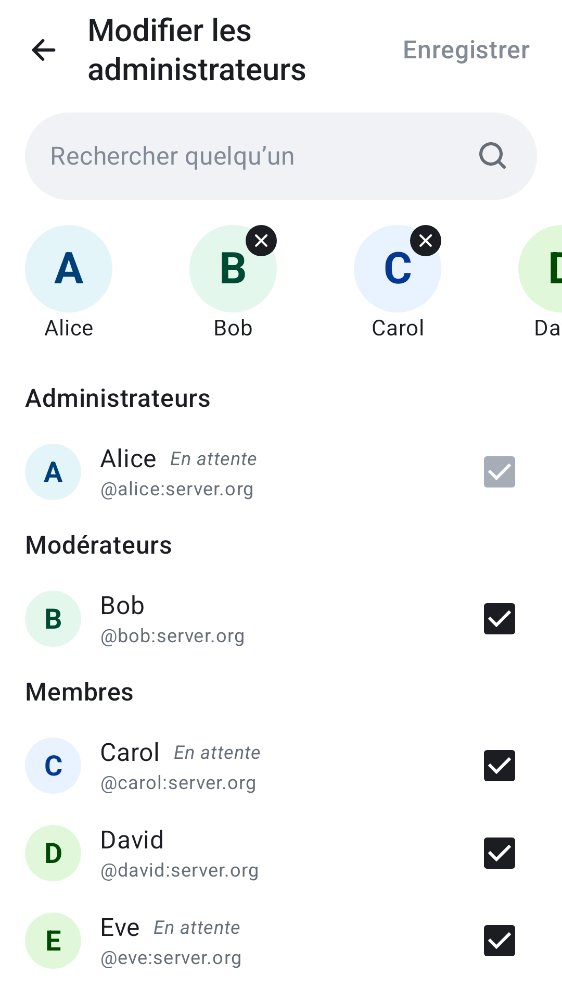 Modifier les
administrateurs
Enregistrer
Rechercher quelqu’un
A
B
C
Alice
Bob
Carol
Da
Administrateurs
A
Alice En attente
@alice:server.org
Modérateurs
B
Bob
@bob:server.org
Membres
C
Carol En attente
@carol:server.org
D
David
@david:server.org
E
Eve En attente
@eve:server.org